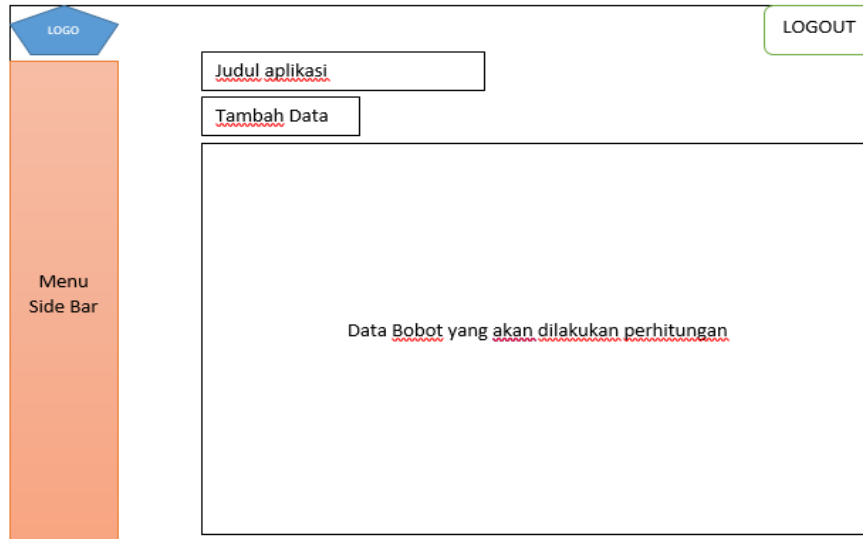 LOGO
LOGOUT
Judul aplikasi
Tambah Data
Menu
Side Bar
Data Bobot yang akan dilakukan perhitungan